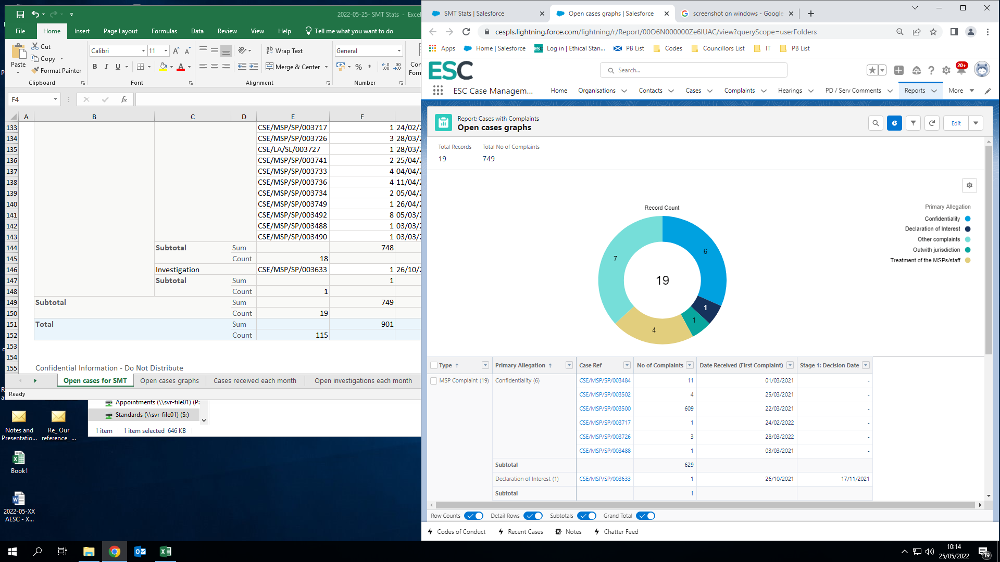 2022-05-25- SMT Stats - Excel
File Home Insert Page Layout Formulas Data Review View Help Tell me what you want to do
Paste
Cut
Copy
Format Painter
Calibri 11
B I U
Wrap Text
Merge & Center
General
%
Con
Form
Clipboard Font Alignment Number
F4
fx
A B C D E F
133 CSE/MSP/SP/003717 1 24/02/2
134 CSE/MSP/SP/003726 3 28/03/2
135 CSE/LA/SL/003727 1 28/03/2
136 CSE/MSP/SP/003741 2 25/04/2
137 CSE/MSP/SP/003733 4 04/04/2
138 CSE/MSP/SP/003736 4 11/04/2
139 CSE/MSP/SP/003734 2 05/04/2
140 CSE/MSP/SP/003749 1 26/04/2
141 CSE/MSP/SP/003492 8 05/03/2
142 CSE/MSP/SP/003488 1 03/03/2
143 CSE/MSP/SP/003490 1 03/03/2
144 Subtotal Sum 748
145 Count 18
146 Investigation CSE/MSP/SP/003633 1 26/10/2
147 Subtotal Sum 1
148 Count 1
149 Subtotal Sum 749
150 Count 19
151 Total Sum 901
152 Count 115
153
154
155 Confidential Information - Do Not Distribute
Open cases for SMT Open cases graphs Cases received each month Open investigations each month
Ready
Appointments (\\svr-file01) (P:
Standards (\\svr-file01) (S:)
1 item 1 item selected 646 KB
Notes and
Presentatio...
Re_ Our
reference_ ...
Book1
2022-05-XX
AESC - X...
SMT Stats | Salesforce
Open cases graphs | Salesforce
screenshot on windows - Google
cespls.lightning.force.com/lightning/r/Report/00O6N000000Ze6IUAC/view?queryScope=userFolders
Apps Home | Salesforce Log in | Ethical Stan... PB List Codes Councillors List IT PB List
ESC
Search...
20+
ESC Case Managem... Home Organisations Contacts Cases Complaints Hearings PD / Serv Comments Reports More
Report: Cases with Complaints
Open cases graphs
Edit
Total Records Total No of Complaints
19 749
Record Count
6
1
1
4
7
19
Primary Allegation
Confidentiality
Declaration of Interest
Other complaints
Outwith jurisdiction
Treatment of the MSPs/staff
Type ↑ Primary Allegation ↑ Case Ref No of Complaints Date Received (First Complaint) Stage 1: Decision Date
MSP Complaint (19) Confidentiality (6) CSE/MSP/SP/003484 11 01/03/2021 -
CSE/MSP/SP/003502 4 25/03/2021 -
CSE/MSP/SP/003500 609 22/03/2021 -
CSE/MSP/SP/003717 1 24/02/2022 -
CSE/MSP/SP/003726 3 28/03/2022 -
CSE/MSP/SP/003488 1 03/03/2021 -
Subtotal 629
Declaration of Interest (1) CSE/MSP/SP/003633 1 26/10/2021 17/11/2021
Subtotal 1
Row Counts Detail Rows Subtotals Grand Total
Codes of Conduct Recent Cases Notes Chatter Feed
10:14
25/05/2022
19